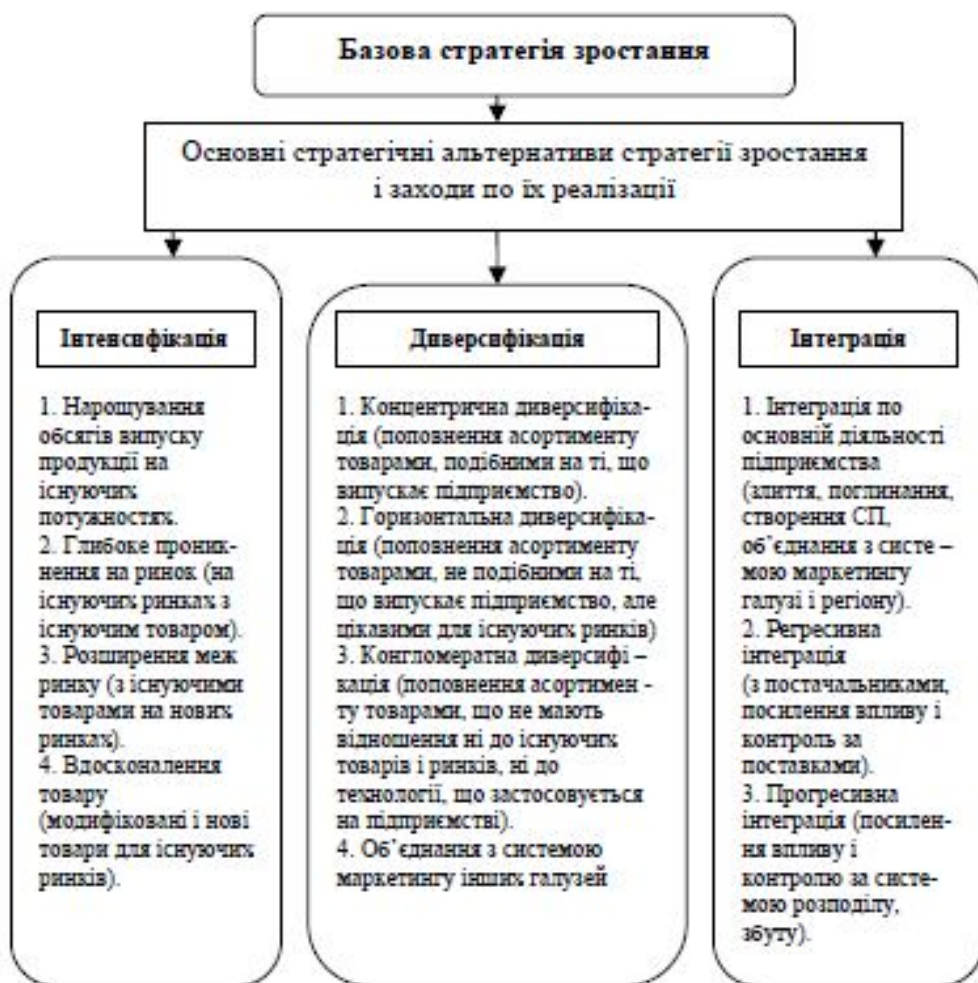 Базова стратегія зростання
Основні стратегічні альтернативи стратегії зростання
і заходи по їх реалізації
Інтенсифікація
1. Нарощування
обсягів випуску
продукції на
існуючих
потужностях.
2. Глибоке проник-
нення на ринок (на
існуючих ринках з
існуючим товаром).
3. Розширення меж
ринку (з існуючими
товарами на нових
ринках).
4. Вдосконалення
товару
(модифіковані і нові
товари для існуючих
ринків).
Диверсифікація
1. Концентрична диверсифіка-
ція (поповнення асортименту
товарами, подібними на ті, що
випускає підприємство).
2. Горизонтальна диверсифіка-
ція (поповнення асортименту
товарами, не подібними на ті,
що випускає підприємство, але
цікавими для існуючих ринків)
3. Конгломератна диверсифі –
кація (поповнення асортимен -
ту товарами, що не мають
відношення ні до існуючих
товарів і ринків, ні до
технології, що застосовується
на підприємстві).
4. Об’єднання з системою
маркетингу інших галузей
Інтеграція
1. Інтеграція по
основній діяльності
підприємства
(злиття, поглинання,
створення СП,
об’єднання з систе –
мою маркетингу
галузі і регіону).
2. Регресивна
інтеграція
(з постачальниками,
посилення впливу і
контроль за
поставками).
3. Прогресивна
інтеграція (посилен-
ня впливу і
контролю за систе-
мою розподілу,
збуту).